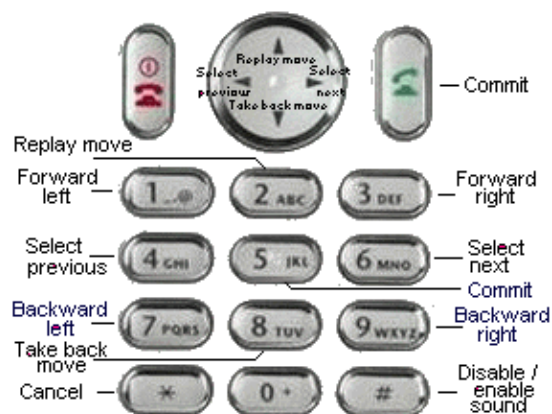 Replay move
Select previous
Select next
Take back move
Commit
Replay move
Forward left
1 ..@
2 ABC
3 DEF
Forward right
Select previous
4 GHI
5 JKL
6 MNO
Select next
Commit
Backward left
7 PQRS
8 TUV
9 WXYZ
Backward right
Take back move
Cancel
*
0 +
#
Disable / enable sound